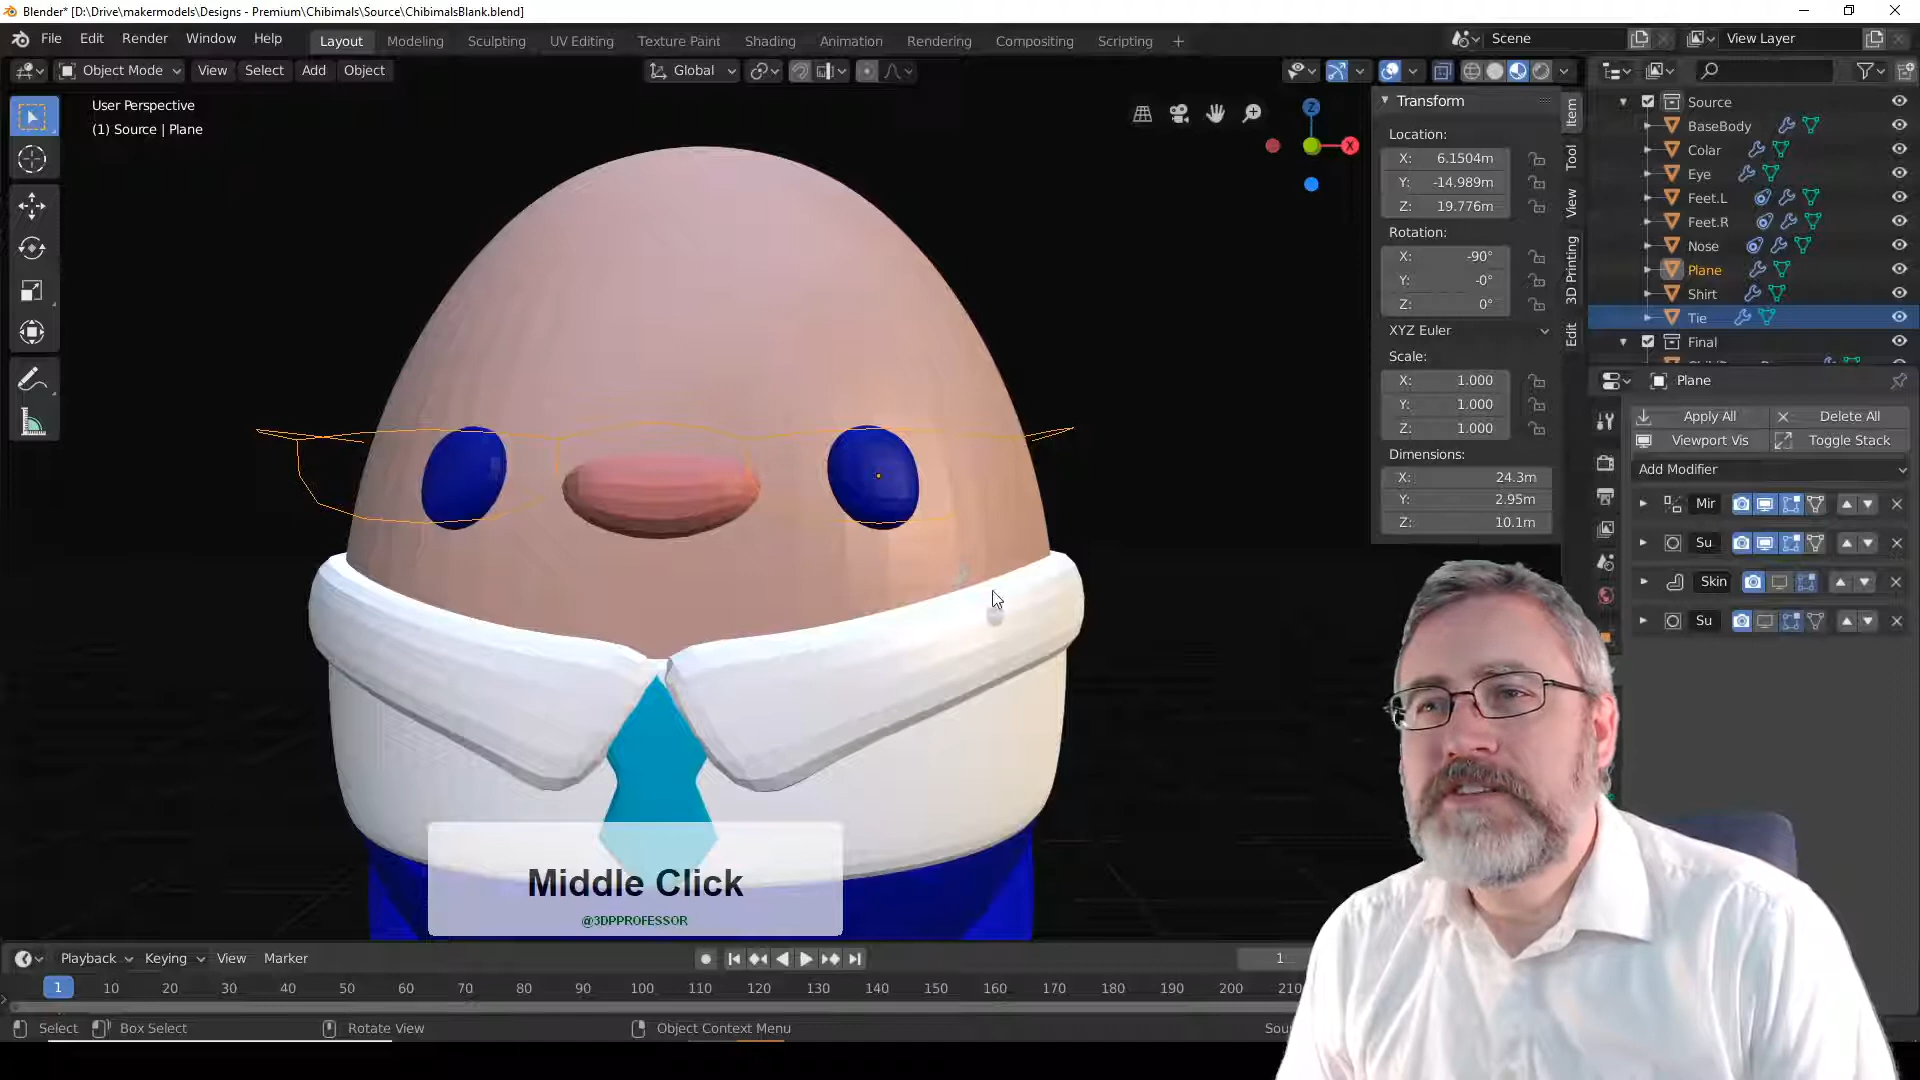 Blender* [D:\Drive\makermodels\Designs - Premium\Chibimals\Source\ChibimalsBlank.blend]
File Edit Render Window Help
Layout Modeling Sculpting UV Editing Texture Paint Shading Animation Rendering Compositing Scripting +
Scene View Layer
Object Mode View Select Add Object Global
User Perspective
(1) Source | Plane
Z
X
Transform
Location:
X: 6.1504m
Y: -14.989m
Z: 19.776m
Rotation:
X: -90°
Y: -0°
Z: 0°
XYZ Euler
Scale:
X: 1.000
Y: 1.000
Z: 1.000
Dimensions:
X: 24.3m
Y: 2.95m
Z: 10.1m
Item
Tool
View
3D Printing
Edit
Source
BaseBody
Colar
Eye
Feet.L
Feet.R
Nose
Plane
Shirt
Tie
Final
Plane
Apply All Delete All
Viewport Vis Toggle Stack
Add Modifier
Mir
Su
Skin
Su
Middle Click
@3DPPROFESSOR
Playback Keying View Marker
1
1 10 20 30 40 50 60 70 80 90 100 110 120 130 140 150 160 170 180 190 200 210
Select Box Select Rotate View Object Context Menu